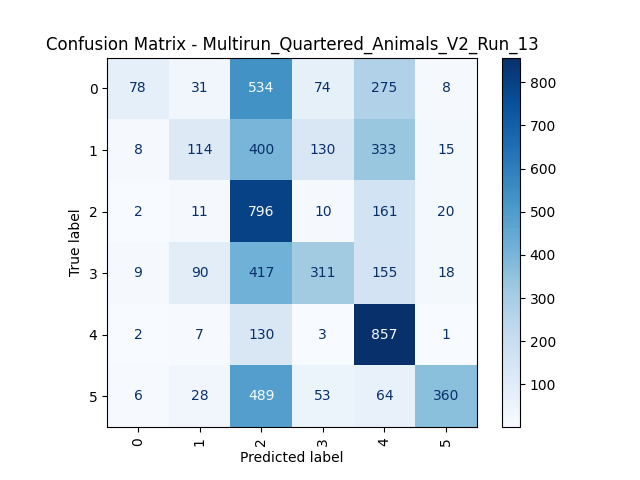 Confusion Matrix - Multirun_Quartered_Animals_V2_Run_13
True label
0 78 31 534 74 275 8
1 8 114 400 130 333 15
2 2 11 796 10 161 20
3 9 90 417 311 155 18
4 2 7 130 3 857 1
5 6 28 489 53 64 360
0 1 2 3 4 5
Predicted label
800
700
600
500
400
300
200
100